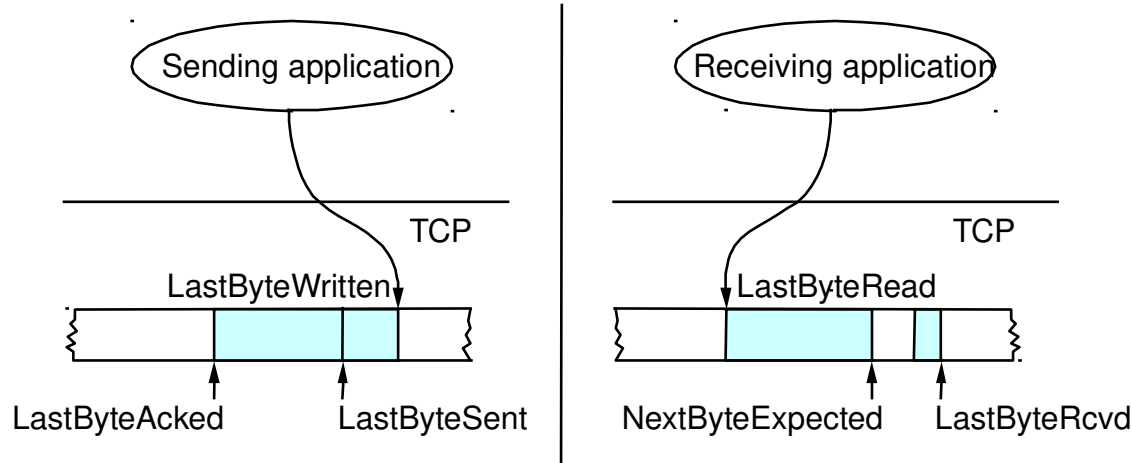 Sending application
TCP
LastByteWritten
LastByteAcked
LastByteSent
Receiving application
TCP
LastByteRead
NextByteExpected
LastByteRcvd